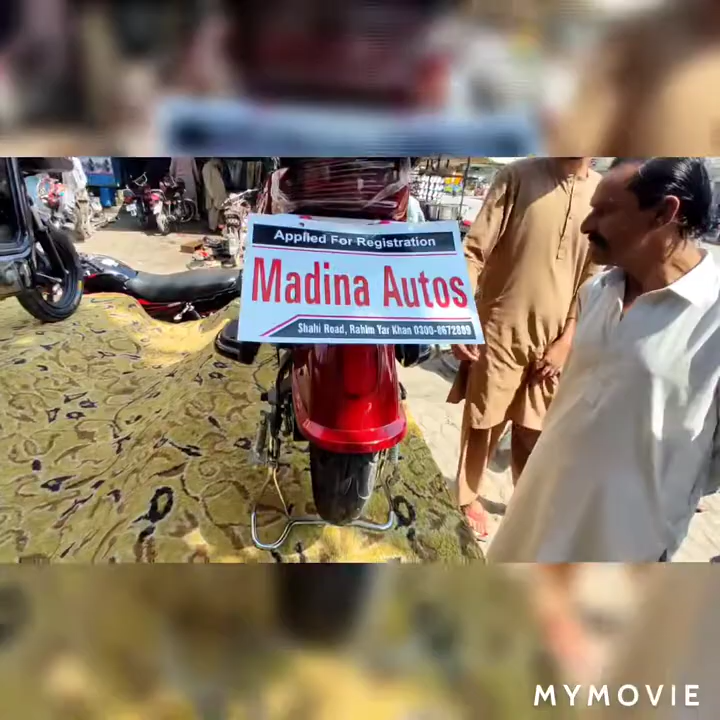 Applied For Registration
Madina Autos
Shahi Road, Rahim Yar Khan 0300-8672889
MYMOVIE